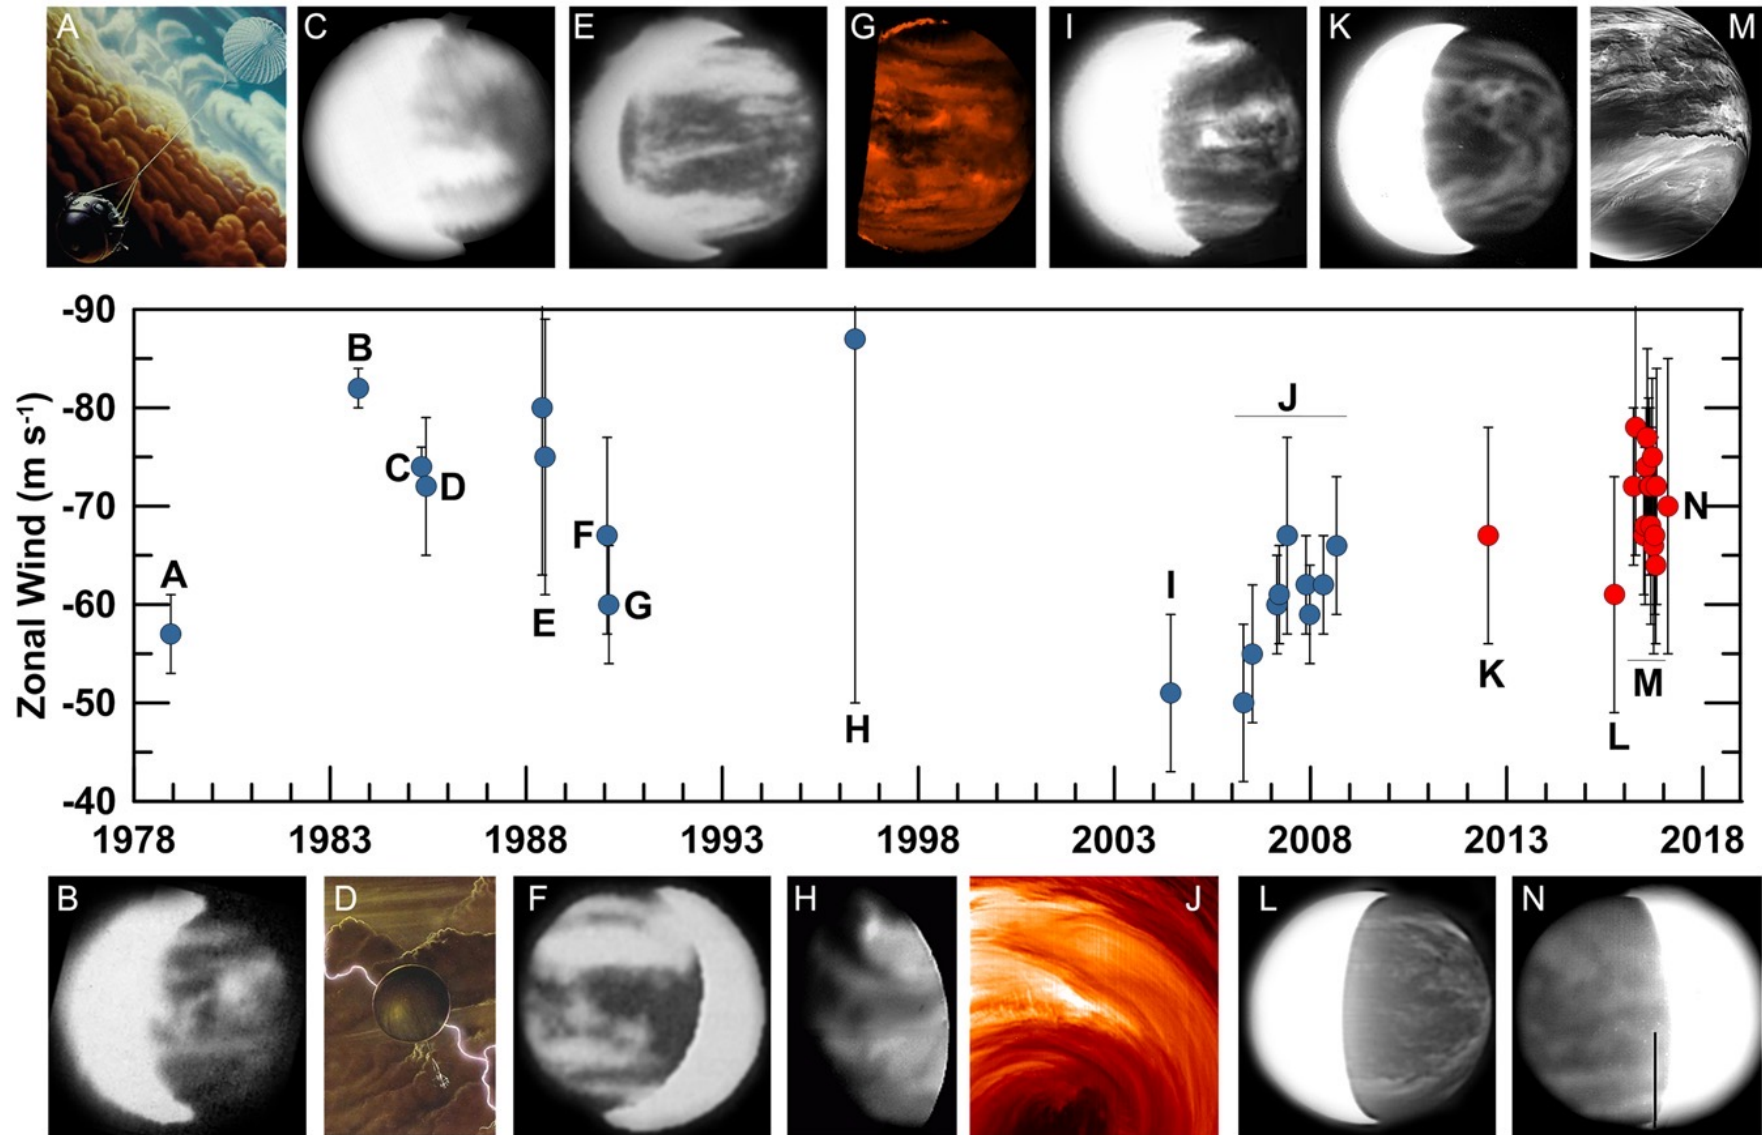 A C E G I K M
Zonal Wind (m s-1)
-90
-80
-70
-60
-50
-40
A
B
C
D
E
F
G
H
I
J
K
L
M
N
1978 1983 1988 1993 1998 2003 2008 2013 2018
B D F H J L N